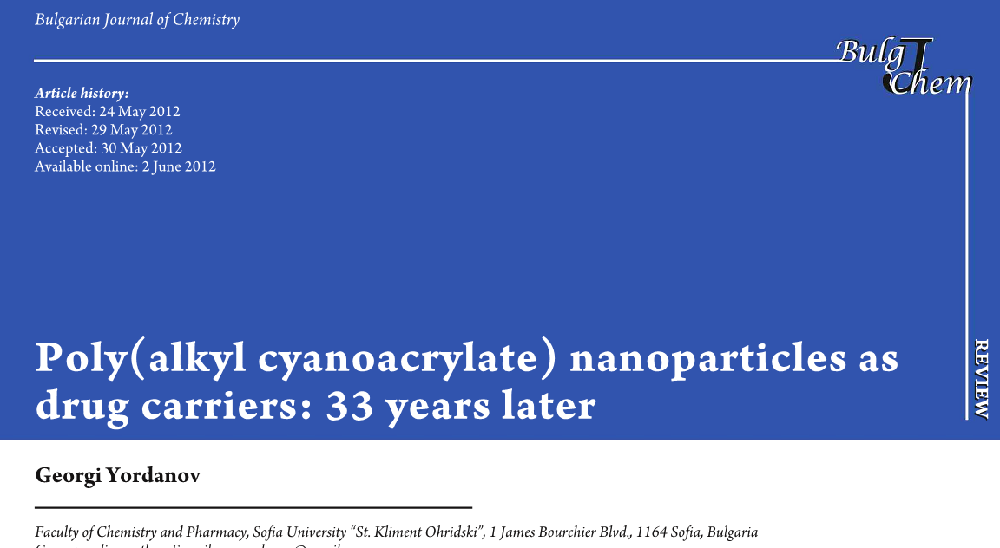 Bulgarian Journal of Chemistry
Bulg J
Chem
Article history:
Received: 24 May 2012
Revised: 29 May 2012
Accepted: 30 May 2012
Available online: 2 June 2012
Poly(alkyl cyanoacrylate) nanoparticles as
drug carriers: 33 years later
REVIEW
Georgi Yordanov
Faculty of Chemistry and Pharmacy, Sofia University “St. Kliment Ohridski”, 1 James Bourchier Blvd., 1164 Sofia, Bulgaria